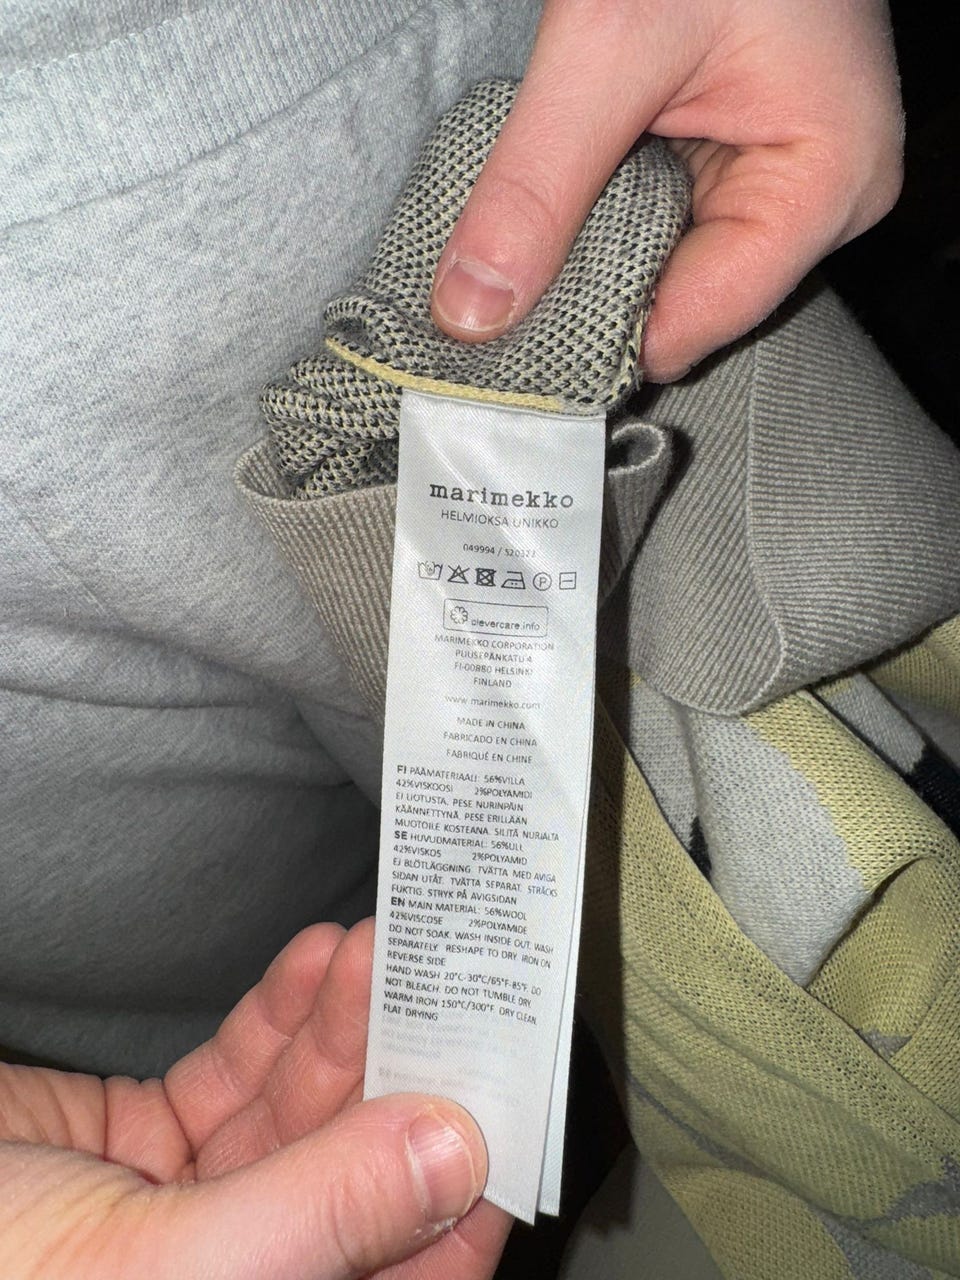 marimekko
HELMIOKSA UNIKKO
049994 / 520322
P
clevercare.info
MARIMEKKO CORPORATION
PUUSEPÄNKATU 4
FI-00880 HELSINKI
FINLAND
www.marimekko.com
MADE IN CHINA
FABRICADO EN CHINA
FABRIQUÉ EN CHINE
FI PÄÄMATERIAALI: 56%VILLA
42%VISKOOSI 2%POLYAMIDI
EI LIOTUSTA. PESE NURINPÄIN
KÄÄNNETTYNÄ. PESE ERILLÄÄN
MUOTOILE KOSTEANA. SILITÄ NURJALTA
SE HUVUDMATERIAL: 56%ULL
42%VISKOS 2%POLYAMID
EJ BLÖTLÄGGNING. TVÄTTA MED AVIGA
SIDAN UTÅT. TVÄTTA SEPARAT. STRÄCKS
FUKTIG. STRYK PÅ AVIGSIDAN
EN MAIN MATERIAL: 56%WOOL
42%VISCOSE 2%POLYAMIDE
DO NOT SOAK. WASH INSIDE OUT. WASH
SEPARATELY RESHAPE TO DRY IRON ON
REVERSE SIDE
HAND WASH 20°C-30°C/65°F-85°F. DO
NOT BLEACH. DO NOT TUMBLE DRY
WARM IRON 150°C/300°F DRY CLEAN
FLAT DRYING